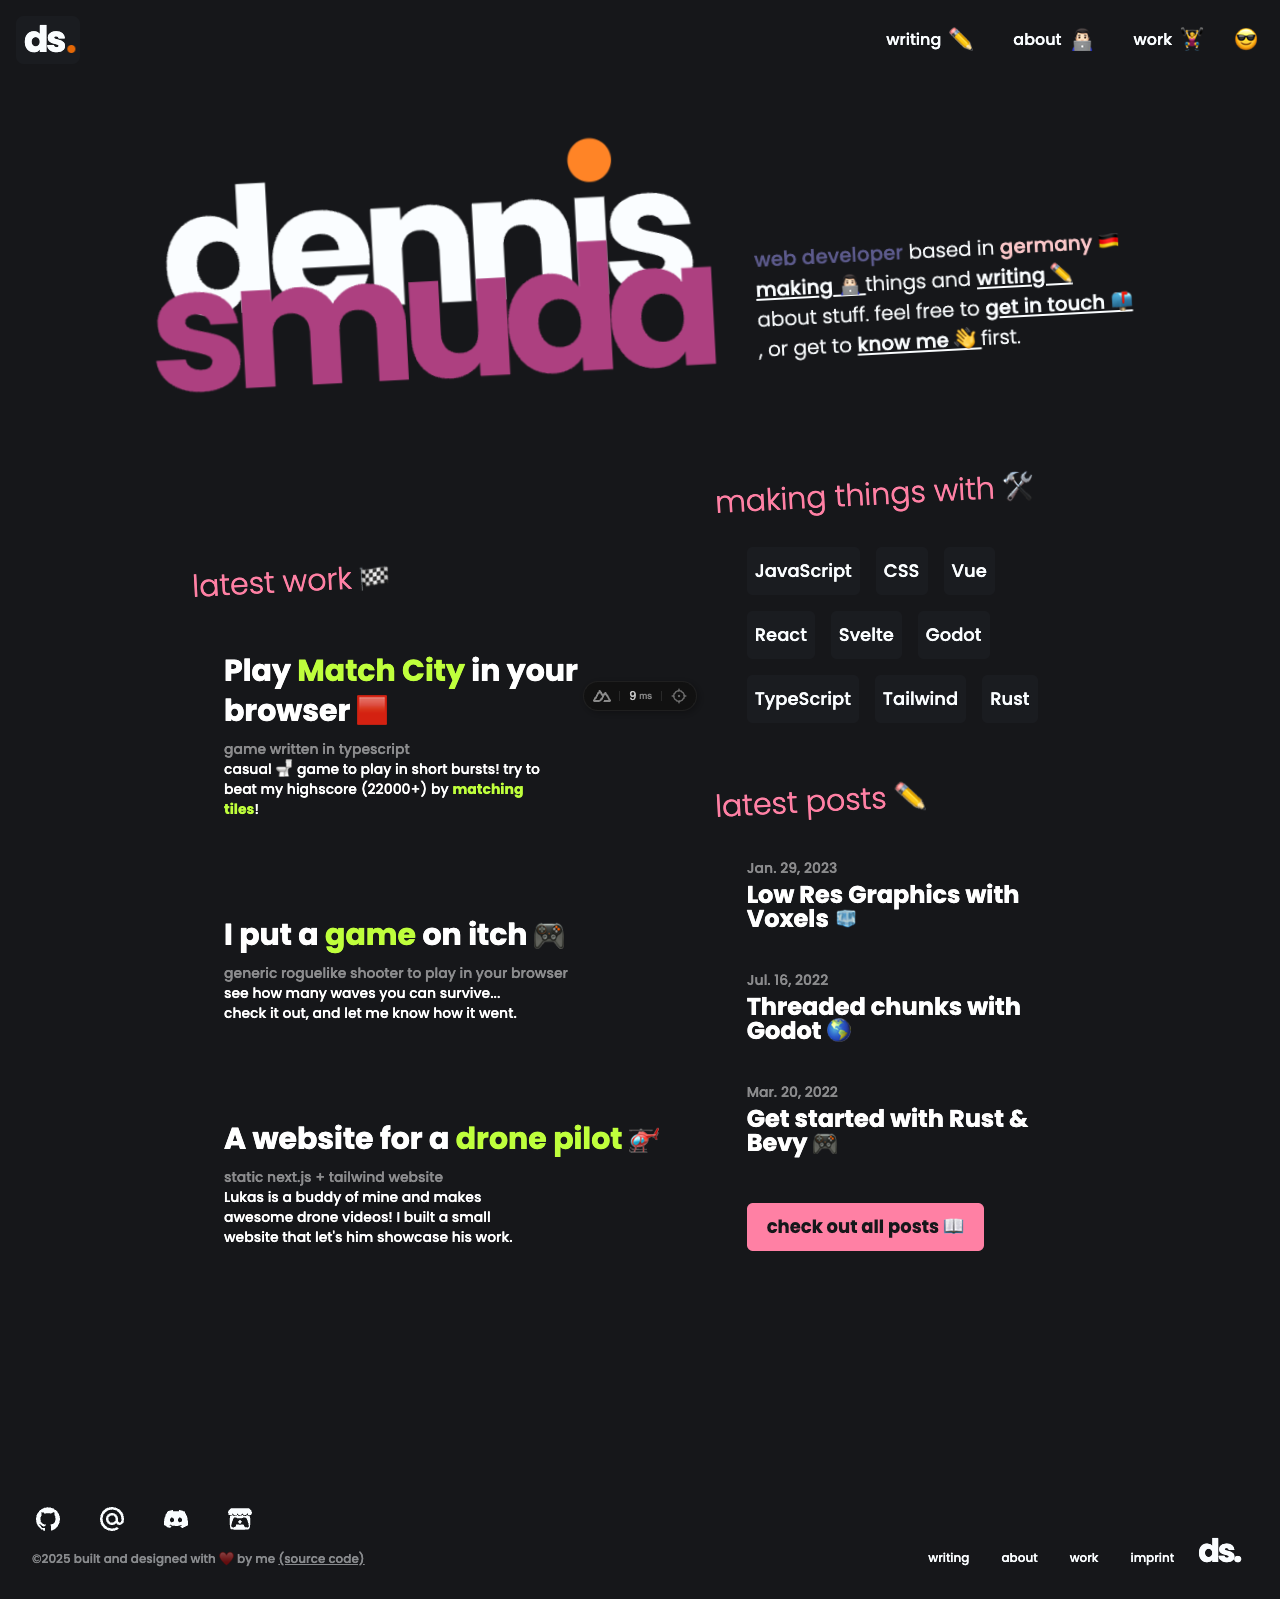 ds.
writing ✏️
about 👨🏻‍💻
work 🏋️
😎
dennis
smuda
web developer based in germany 🇩🇪
making 👨🏻‍💻 things and writing ✏️
about stuff. feel free to get in touch 📫
, or get to know me 👋 first.
making things with 🛠️
JavaScript
CSS
Vue
React
Svelte
Godot
TypeScript
Tailwind
Rust
latest work 🏁
Play Match City in your
browser 🟥
9 ms
game written in typescript
casual 🚽 game to play in short bursts! try to
beat my highscore (22000+) by matching
tiles!
I put a game on itch 🎮
generic roguelike shooter to play in your browser
see how many waves you can survive...
check it out, and let me know how it went.
A website for a drone pilot 🚁
static next.js + tailwind website
Lukas is a buddy of mine and makes
awesome drone videos! I built a small
website that let's him showcase his work.
latest posts ✏️
Jan. 29, 2023
Low Res Graphics with
Voxels 🧊
Jul. 16, 2022
Threaded chunks with
Godot 🌎
Mar. 20, 2022
Get started with Rust &
Bevy 🎮
check out all posts 📖
©2025 built and designed with ♥️ by me (source code)
writing
about
work
imprint
ds.